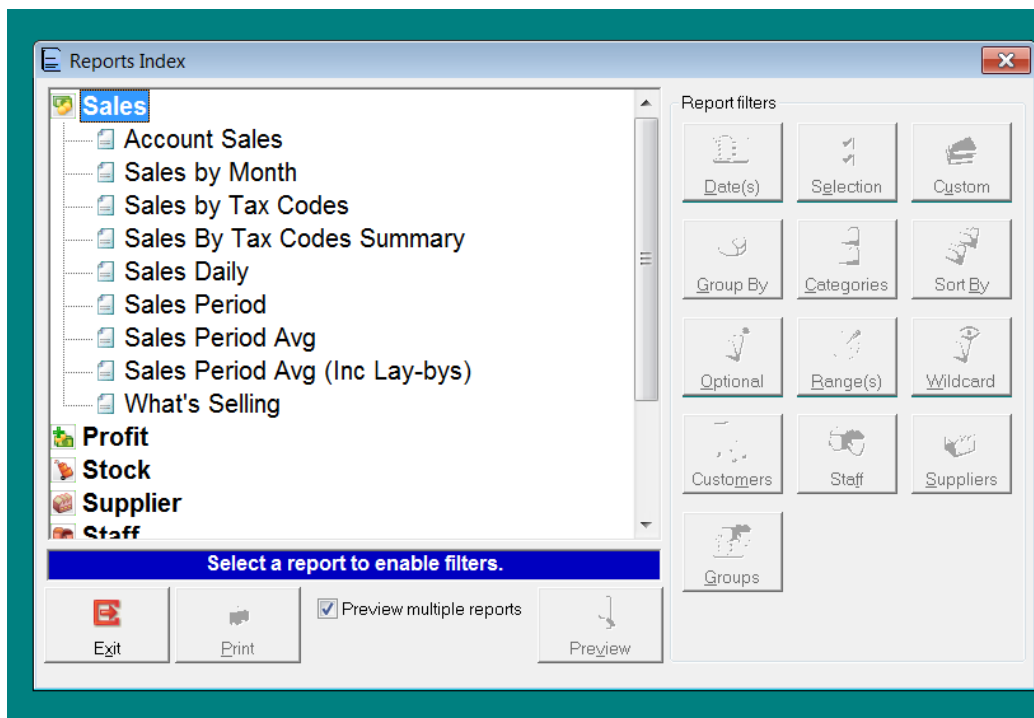 Reports Index
Sales
Account Sales
Sales by Month
Sales by Tax Codes
Sales By Tax Codes Summary
Sales Daily
Sales Period
Sales Period Avg
Sales Period Avg (Inc Lay-bys)
What's Selling
Profit
Stock
Supplier
Staff
Select a report to enable filters.
Exit
Print
Preview multiple reports
Preview
Report filters
Date(s) Selection Custom
Group By Categories Sort By
Optional Range(s) Wildcard
Customers Staff Suppliers
Groups